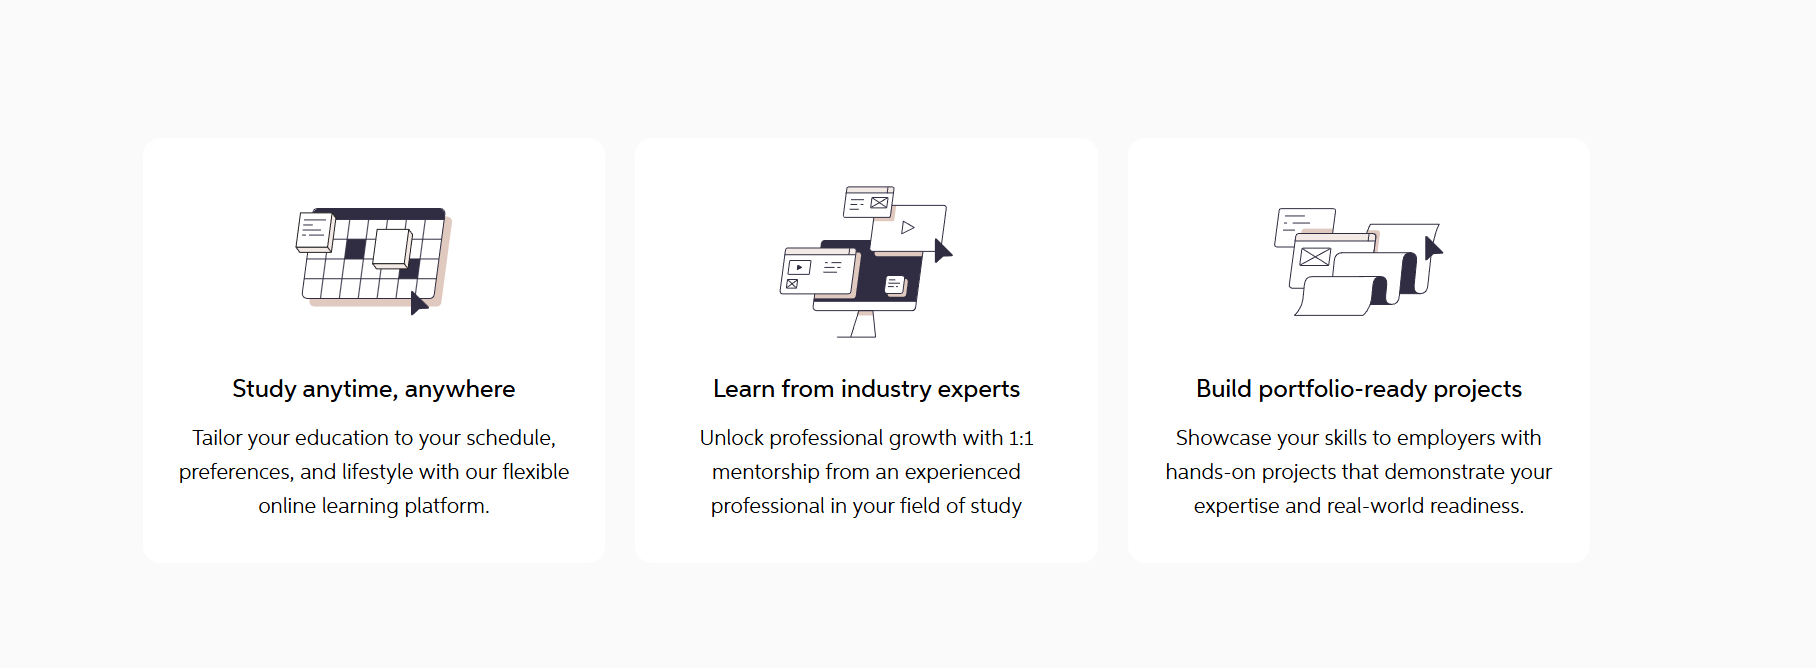 Study anytime, anywhere
Tailor your education to your schedule,
preferences, and lifestyle with our flexible
online learning platform.
Learn from industry experts
Unlock professional growth with 1:1
mentorship from an experienced
professional in your field of study
Build portfolio-ready projects
Showcase your skills to employers with
hands-on projects that demonstrate your
expertise and real-world readiness.